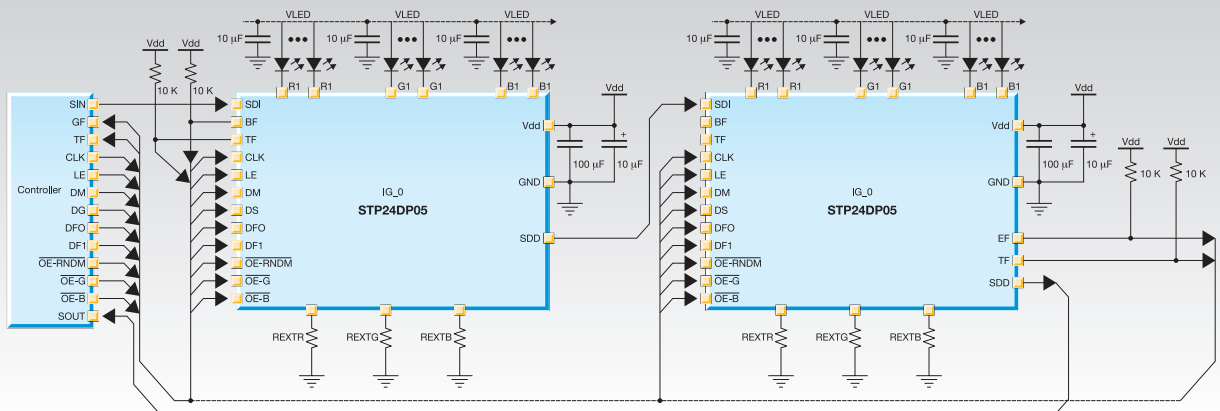 VLED
VLED
10 µF
10 µF
10 µF
10 µF
10 µF
10 µF
Vdd
Vdd
10 K
10 K
R1
R1
G1
G1
B1
B1
R1
R1
G1
G1
B1
B1
Controller
SIN
GF
TF
CLK
LE
DM
DG
DFO
DF1
OE-RNDM
OE-G
OE-B
SOUT
SDI
BF
TF
CLK
LE
DM
DS
DFO
DF1
OE-RNDM
OE-G
OE-B
IG_0
STP24DP05
Vdd
GND
SDD
Vdd
100 µF
+
10 µF
REXTR
REXTG
REXTB
SDI
BF
TF
CLK
LE
DM
DS
DFO
DF1
OE-RNDM
OE-G
OE-B
IG_0
STP24DP05
Vdd
GND
EF
TF
SDD
Vdd
100 µF
+
10 µF
Vdd
Vdd
10 K
10 K
REXTR
REXTG
REXTB